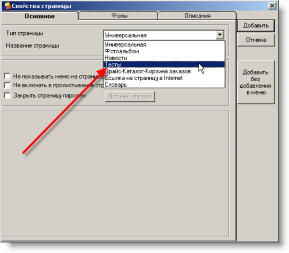 Свойства страницы
Основное Фоны Описания
Добавить
Тип страницы Универсальная
Отмена
Универсальная
Название страницы Фотоальбом
Новости
Тесты
Прайс-Каталог-Корзина заказов
Не показывать меню на страни
Ссылка на страницу в Internet
Не включать в пролистывание ст
Словарь
Добавить
без
добавления
в меню
Закрыть страницу паролем